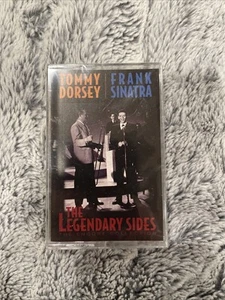 TOMMY DORSEY
FRANK SINATRA
THE
LEGENDARY SIDES